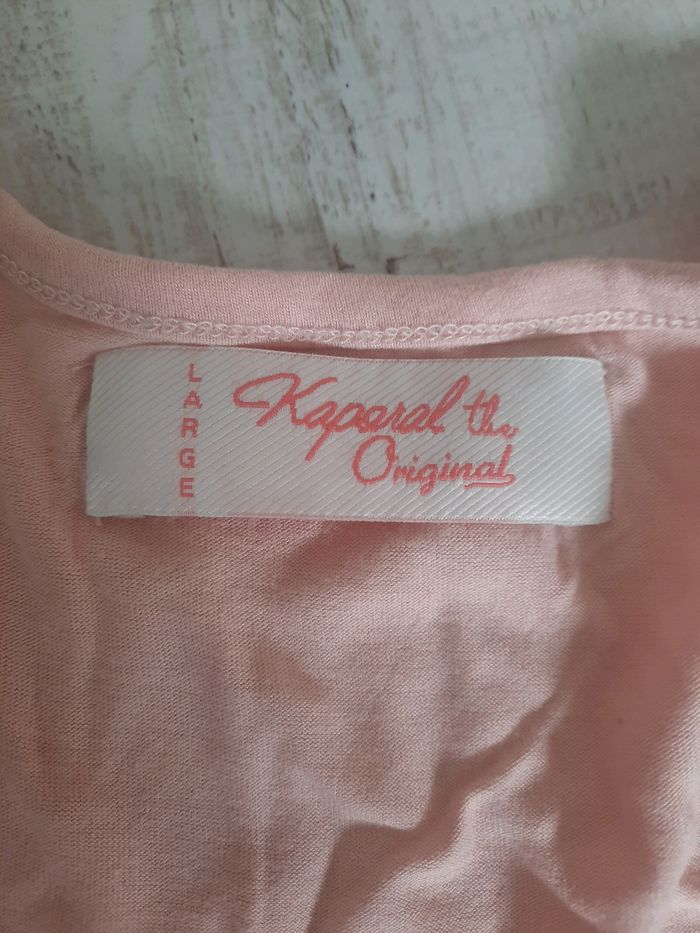 LARGE
Kaporal the
Original